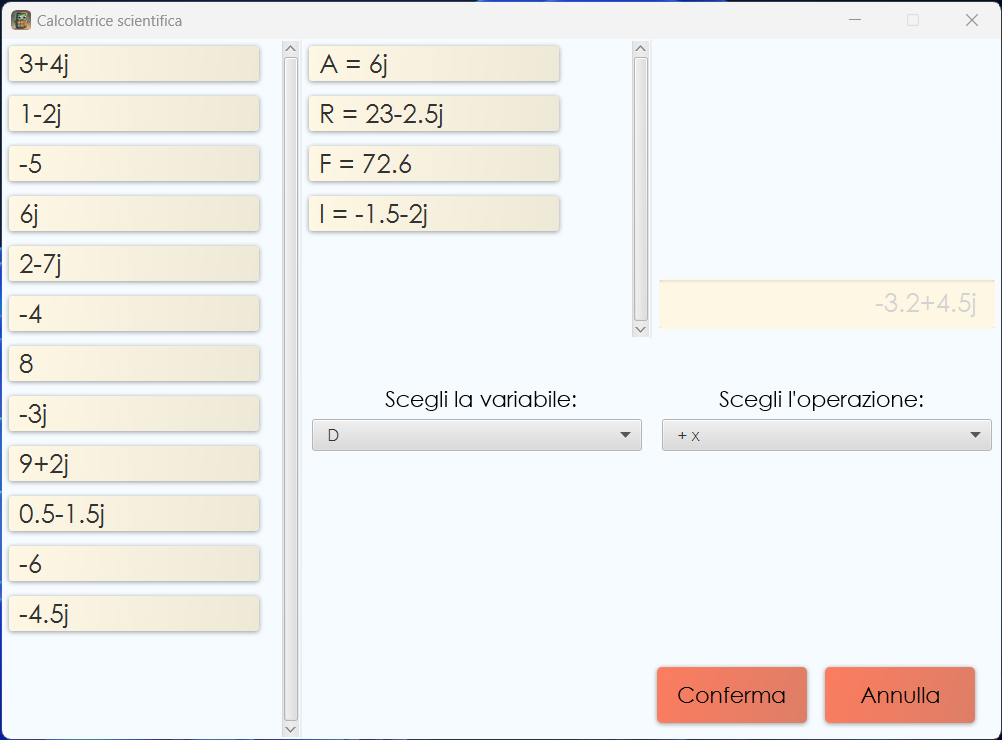 Calcolatrice scientifica
3+4j
1-2j
-5
6j
2-7j
-4
8
-3j
9+2j
0.5-1.5j
-6
-4.5j
A = 6j
R = 23-2.5j
F = 72.6
I = -1.5-2j
-3.2+4.5j
Scegli la variabile:
D
Scegli l'operazione:
+ x
Conferma
Annulla